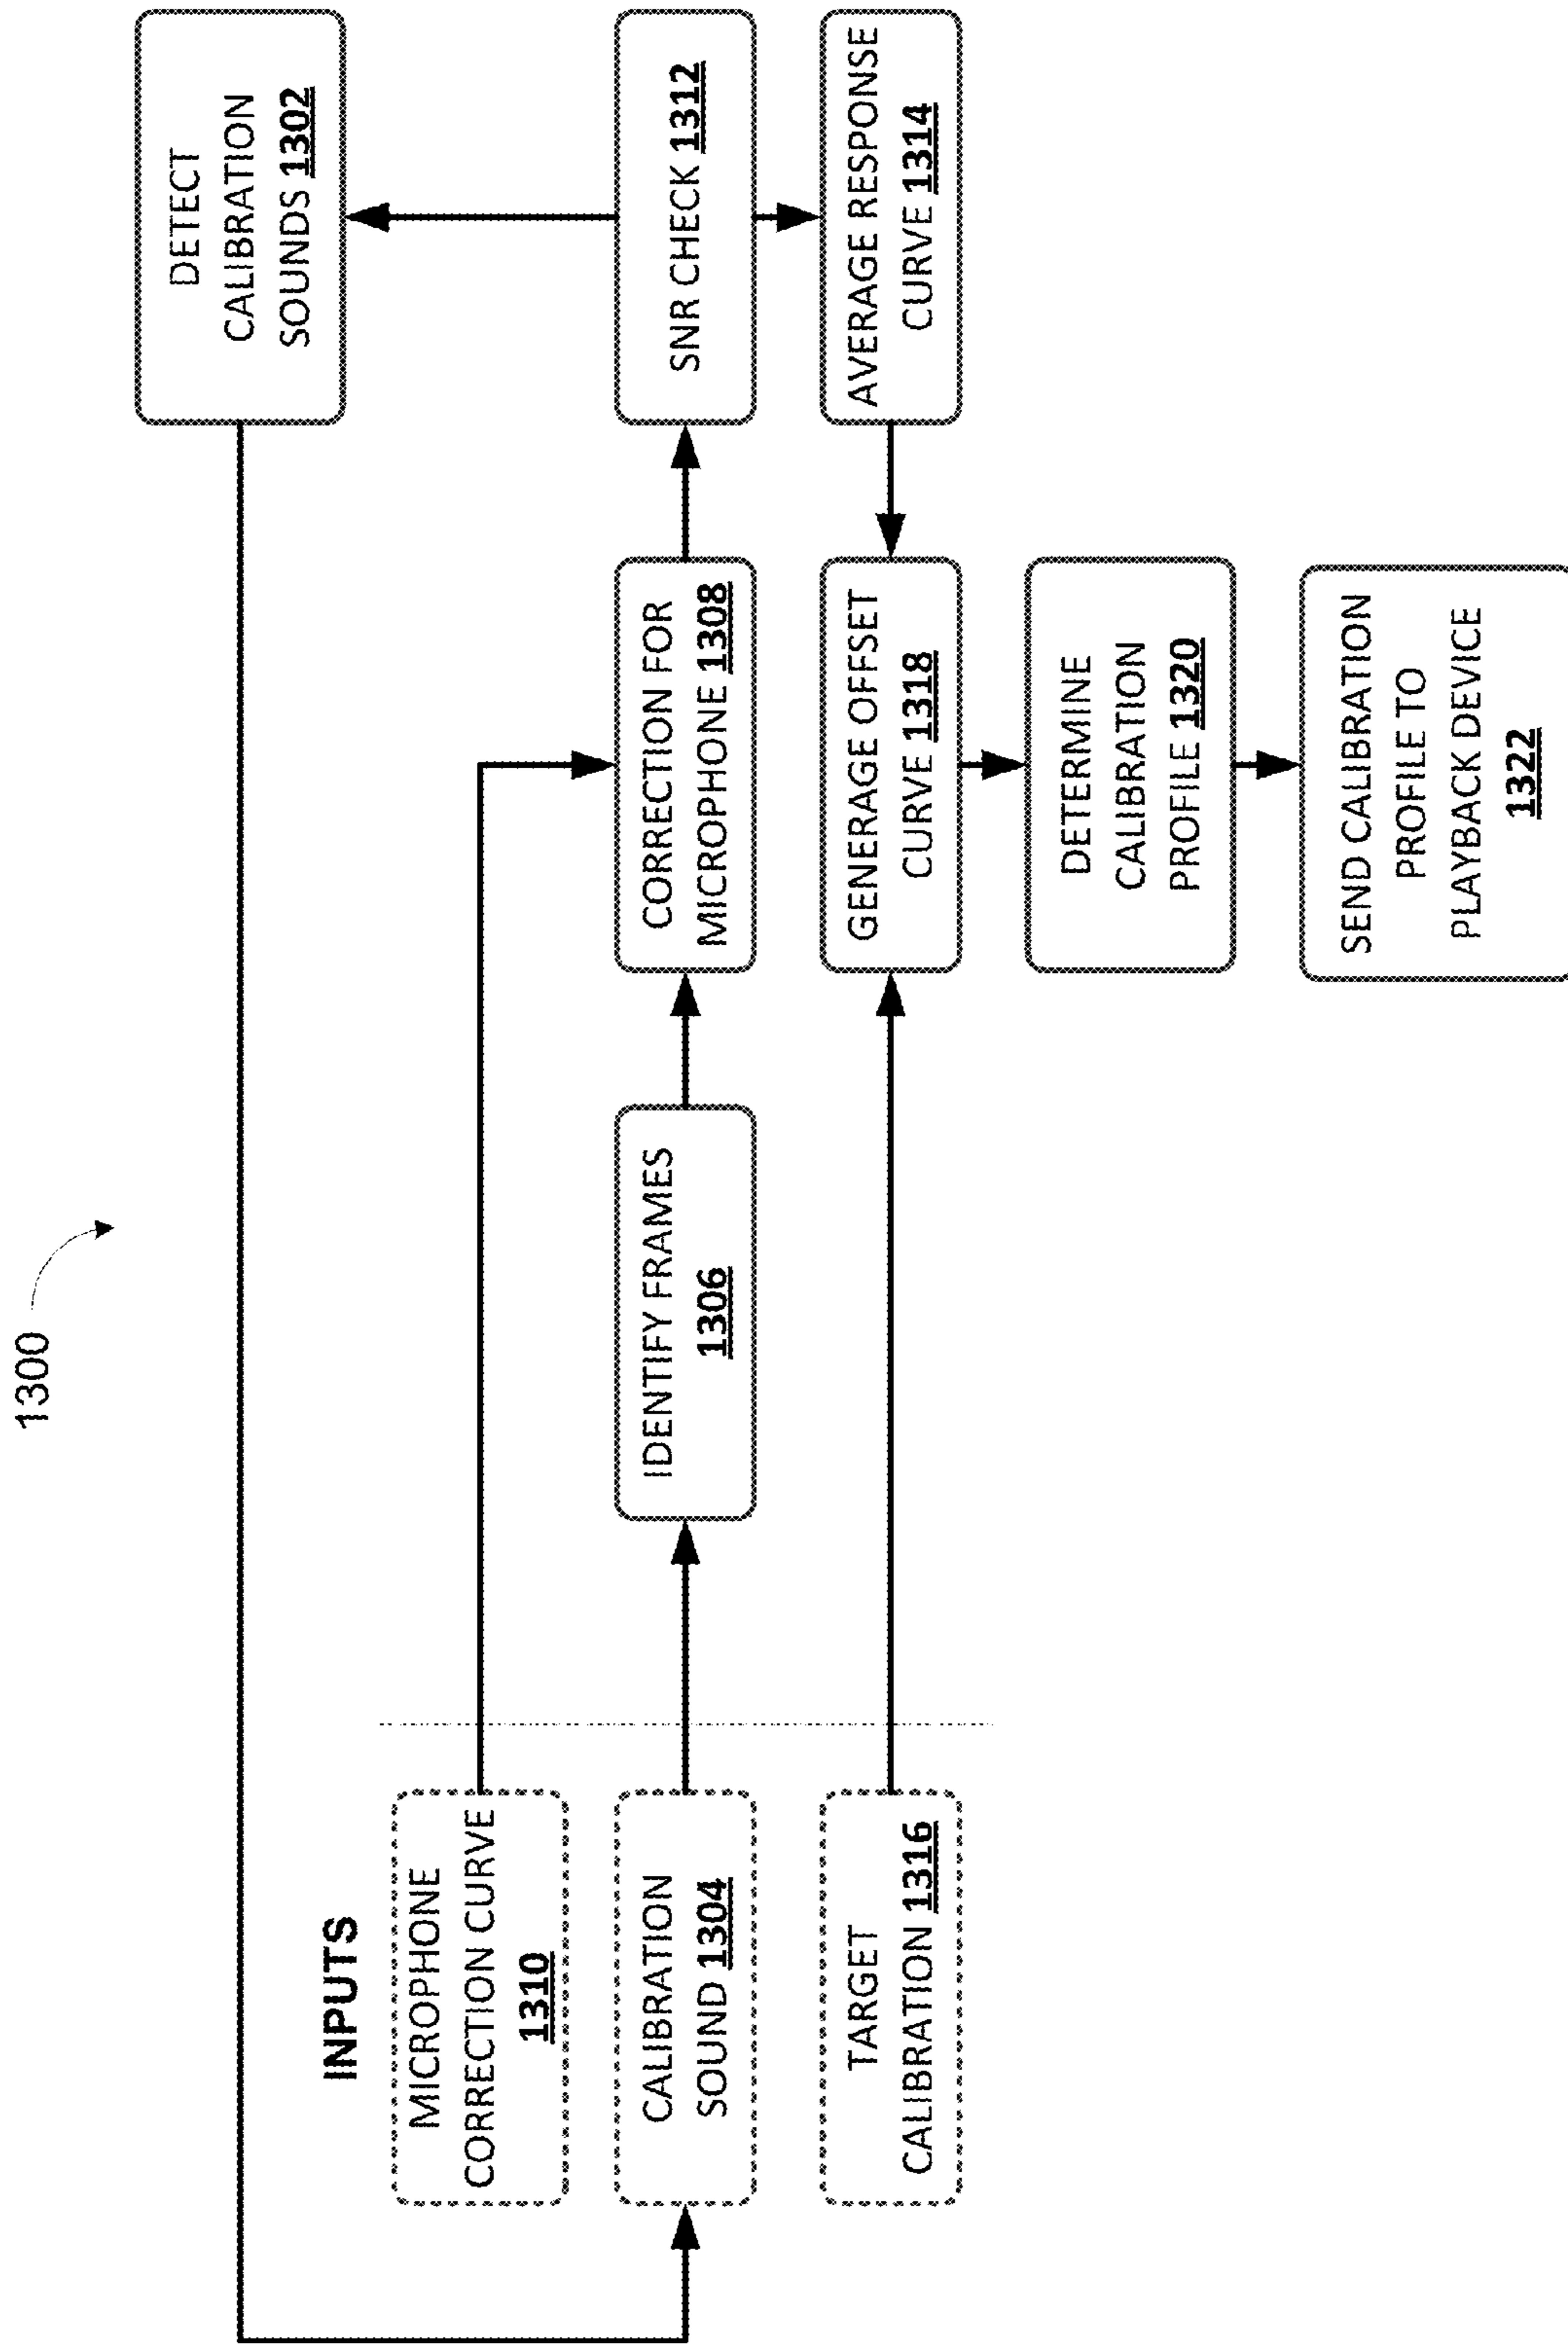 1300
DETECT
CALIBRATION
SOUNDS 1302
INPUTS
MICROPHONE
CORRECTION CURVE
1310
CALIBRATION
SOUND 1304
IDENTIFY FRAMES
1306
CORRECTION FOR
MICROPHONE 1308
SNR CHECK 1312
TARGET
CALIBRATION 1316
GENERAGE OFFSET
CURVE 1318
AVERAGE RESPONSE
CURVE 1314
DETERMINE
CALIBRATION
PROFILE 1320
SEND CALIBRATION
PROFILE TO
PLAYBACK DEVICE
1322